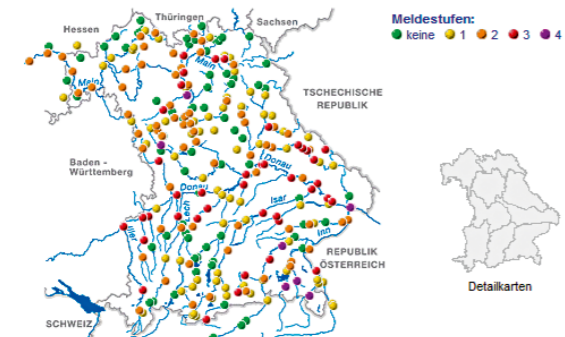 Thüringen
Sachsen
Hessen
Main
Main
Meldestufen:
keine 1 2 3 4
TSCHECHISCHE
REPUBLIK
Baden -
Württemberg
Donau
Donau
Isar
Lech
Iller
Inn
REPUBLIK
ÖSTERREICH
Detailkarten
SCHWEIZ